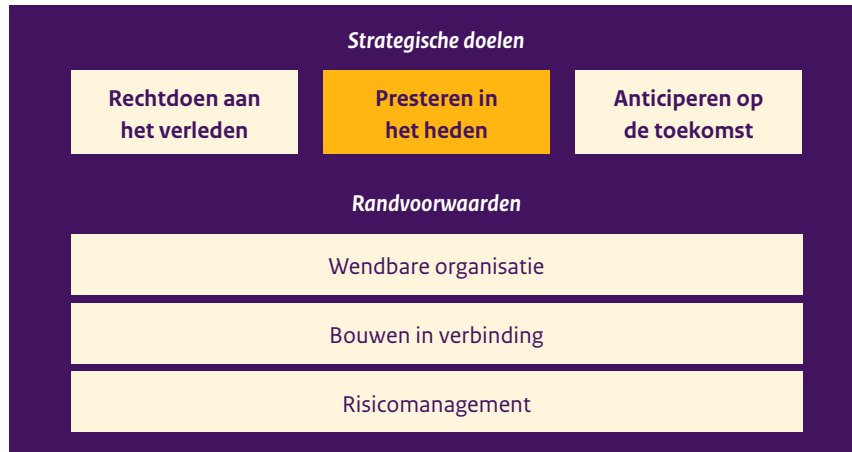 Strategische doelen
Rechtdoen aan
het verleden
Presteren in
het heden
Anticiperen op
de toekomst
Randvoorwaarden
Wendbare organisatie
Bouwen in verbinding
Risicomanagement